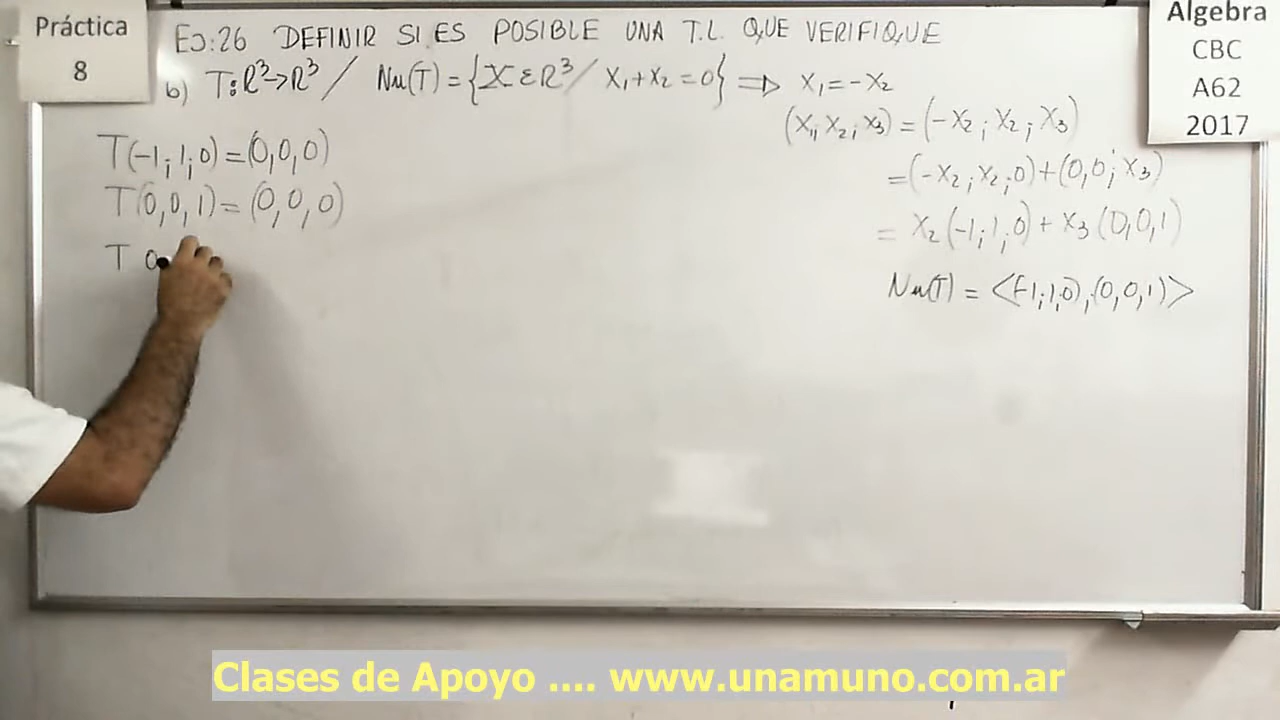 Práctica
8
Algebra
CBC
A62
2017
EJ:26 DEFINIR SI ES POSIBLE UNA T.L. QUE VERIFIQUE
b) T:R³→R³ / Nu(T) = {X ε R³ / X₁+X₂=0} ⟹ X₁=-X₂
(X₁, X₂; X₃) = (-X₂; X₂; X₃)
=(-X₂; X₂; 0)+(0,0; X₃)
= X₂(-1; 1; 0) + X₃(0,0,1)
Nu(T) = <(-1; 1; 0), (0,0,1)>
T(-1; 1; 0)=(0,0,0)
T(0,0,1)= (0,0,0)
T
Clases de Apoyo .... www.unamuno.com.ar